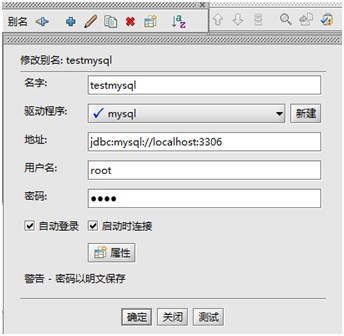 别名
修改别名: testmysql
名字: testmysql
驱动程序: mysql 新建
地址: jdbc:mysql://localhost:3306
用户名: root
密码: ●●●●
自动登录 启动时连接
属性
警告 - 密码以明文保存
确定 关闭 测试